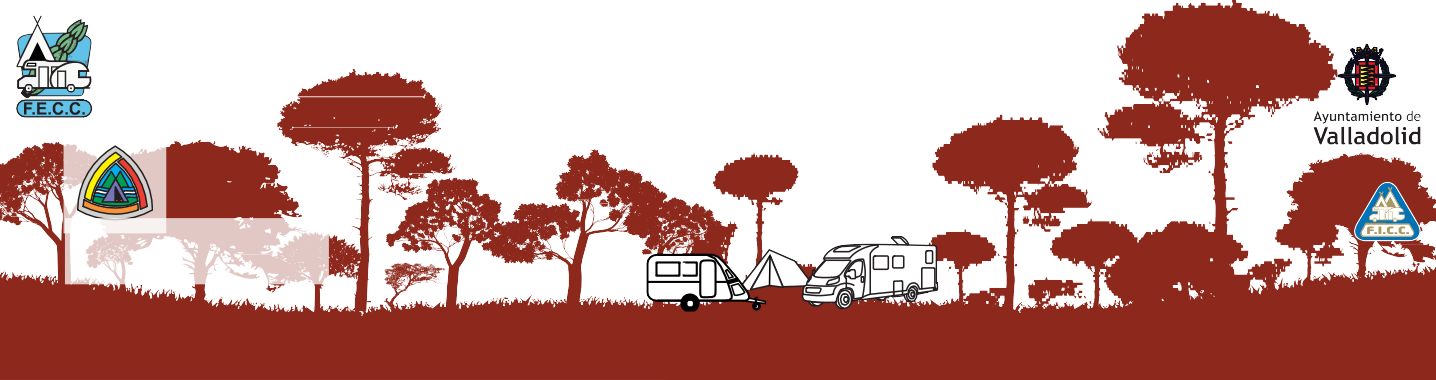 F.E.C.C.
Ayuntamiento de
Valladolid
F.I.C.C.